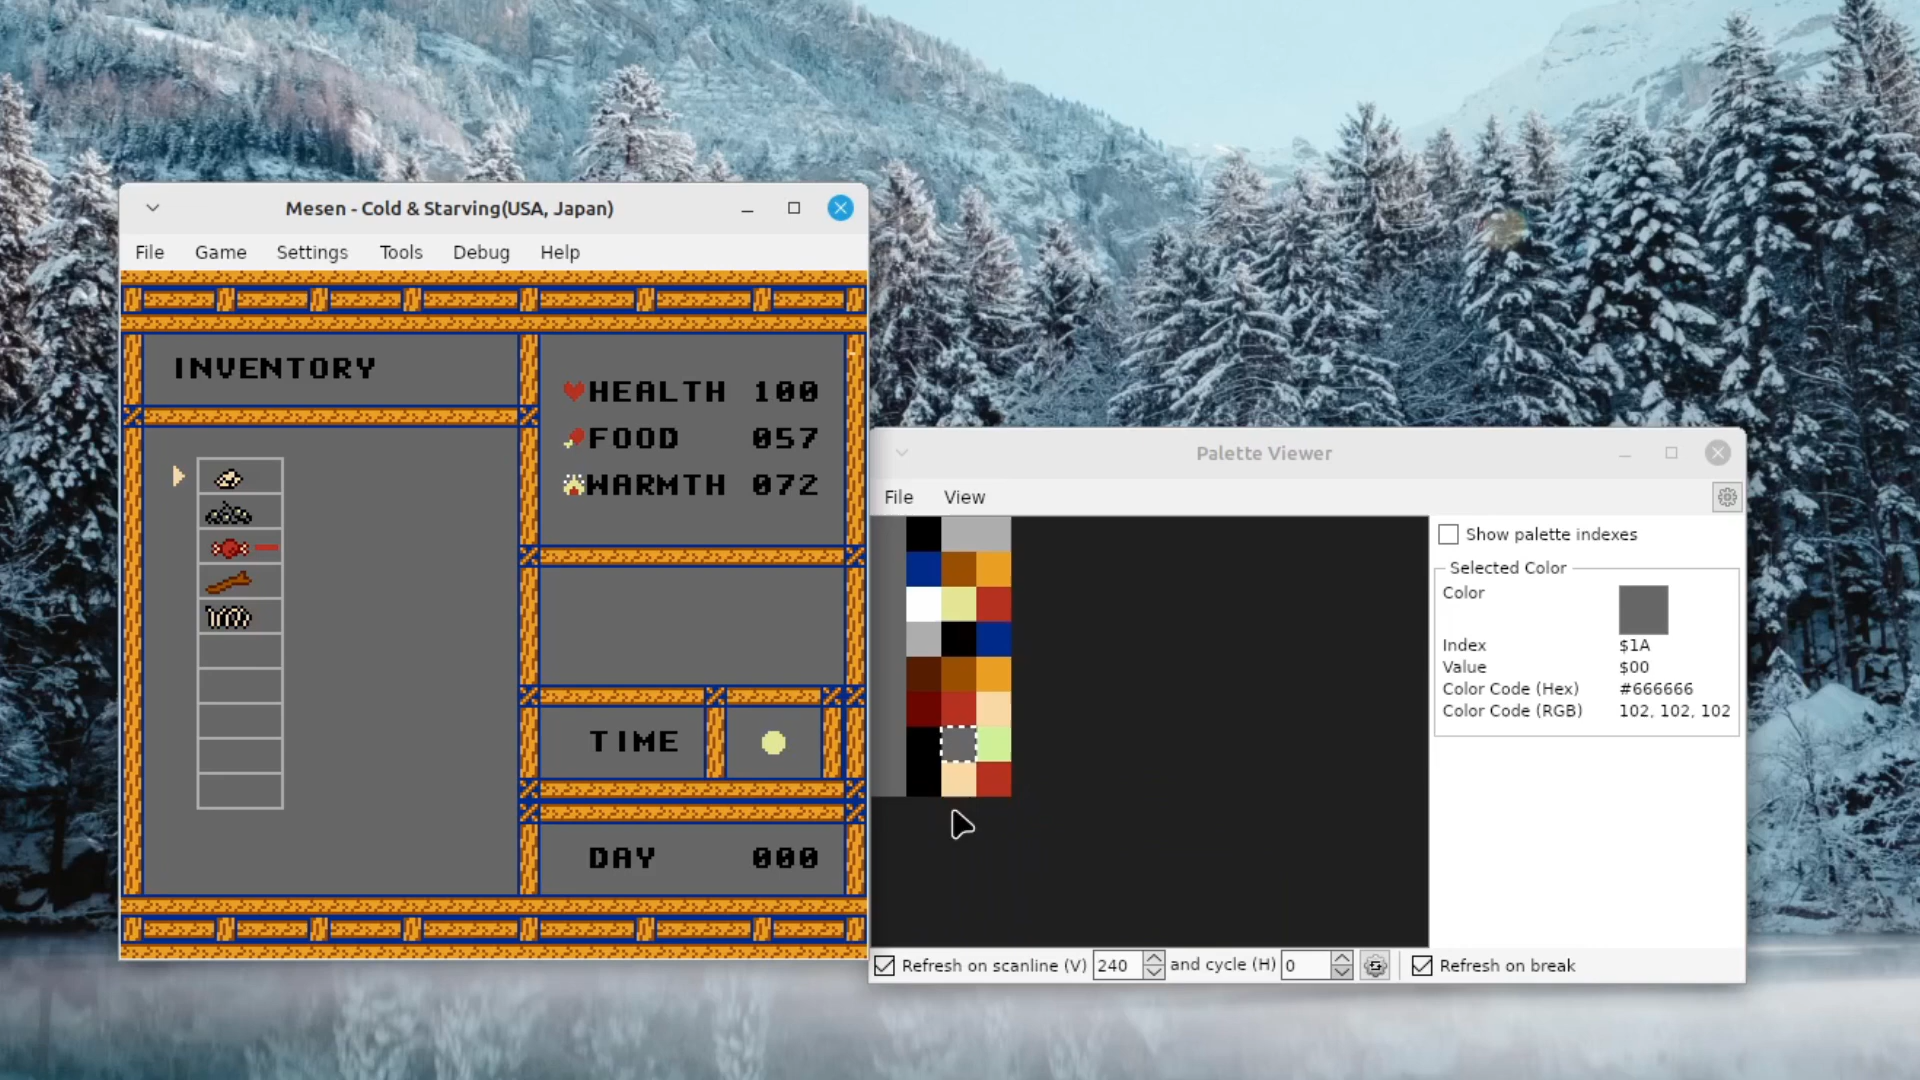 Mesen - Cold & Starving(USA, Japan)
File Game Settings Tools Debug Help
INVENTORY
HEALTH 100
FOOD 057
WARMTH 072
TIME
DAY 000
Palette Viewer
File View
Show palette indexes
Selected Color
Color
Index $1A
Value $00
Color Code (Hex) #666666
Color Code (RGB) 102, 102, 102
Refresh on scanline (V) 240 and cycle (H) 0 Refresh on break